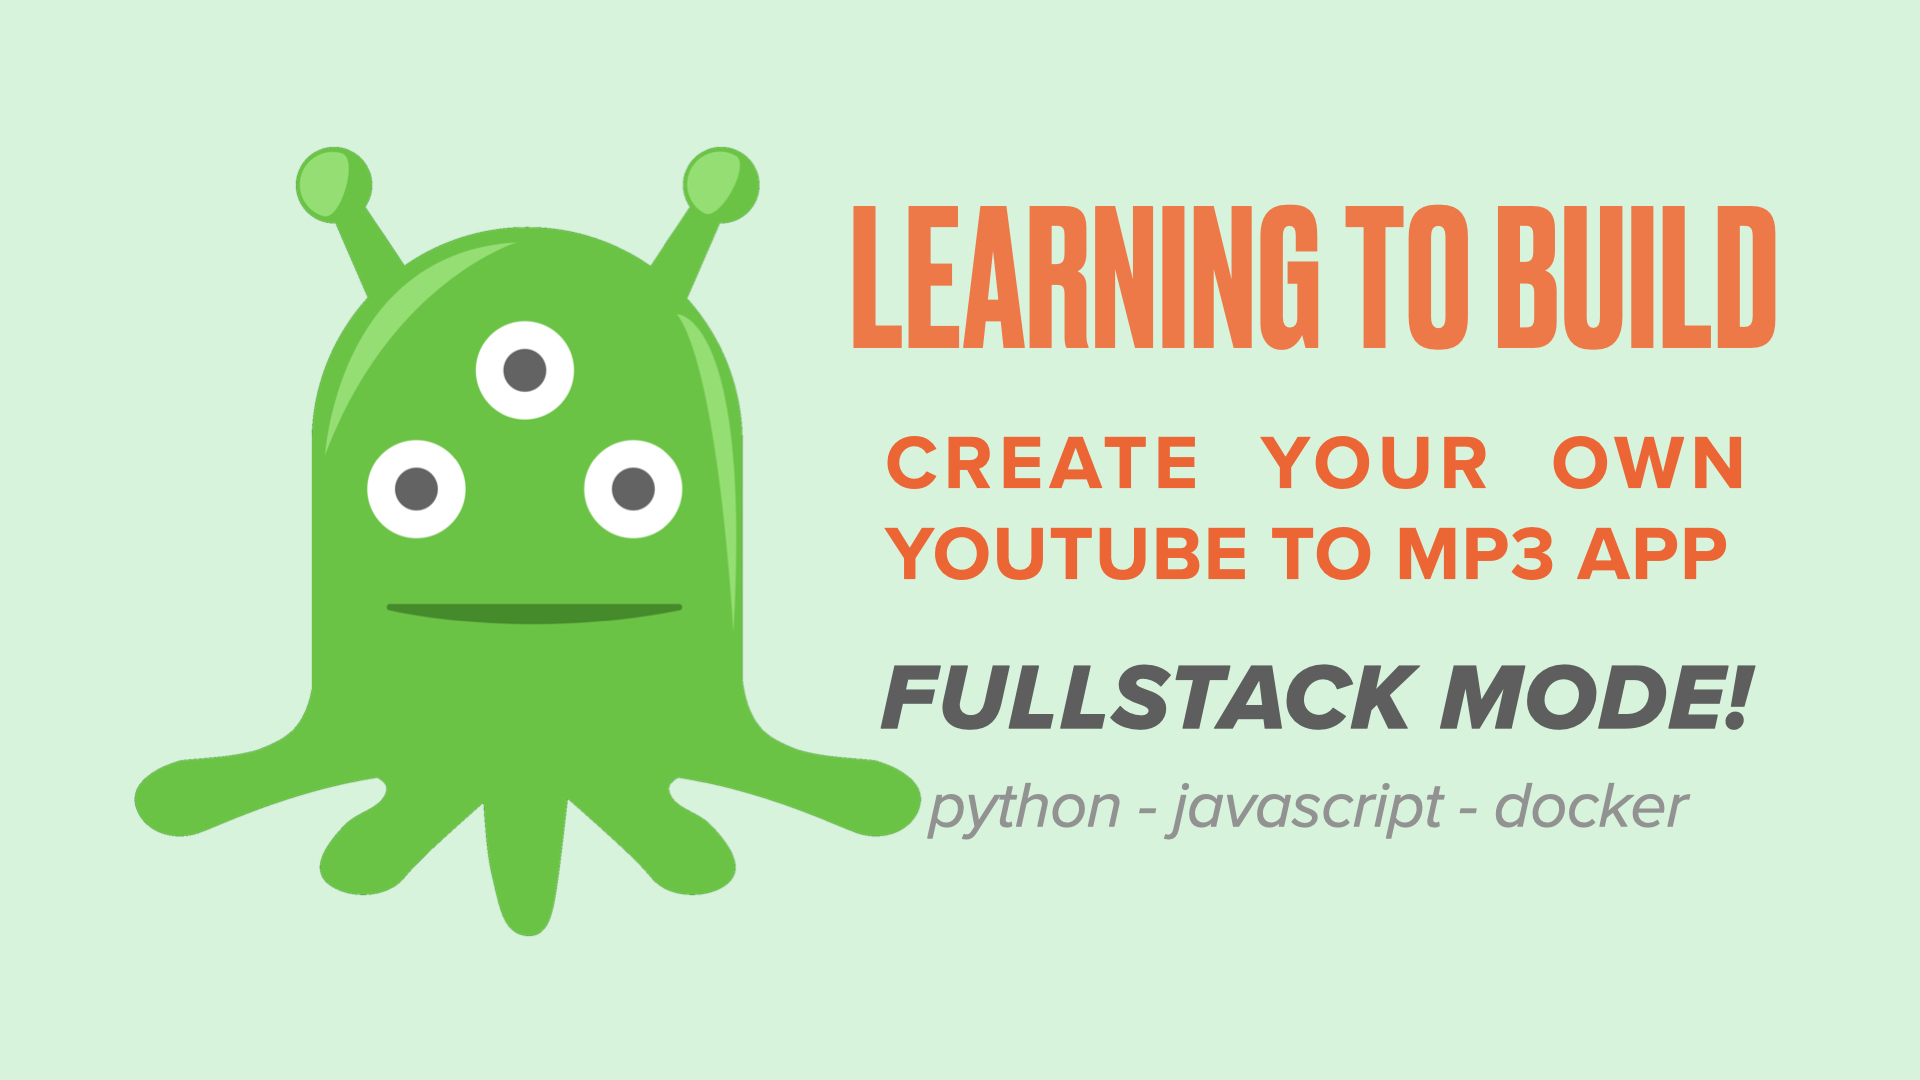 LEARNING TO BUILD
CREATE YOUR OWN
YOUTUBE TO MP3 APP
FULLSTACK MODE!
python - javascript - docker